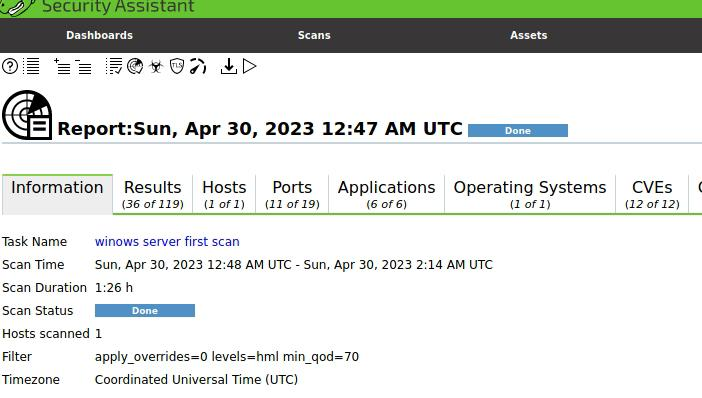 Security Assistant
Dashboards Scans Assets
TLS
Report:Sun, Apr 30, 2023 12:47 AM UTC Done
Information Results Hosts Ports Applications Operating Systems CVEs
(36 of 119) (1 of 1) (11 of 19) (6 of 6) (1 of 1) (12 of 12)
Task Name winows server first scan
Scan Time Sun, Apr 30, 2023 12:48 AM UTC - Sun, Apr 30, 2023 2:14 AM UTC
Scan Duration 1:26 h
Scan Status Done
Hosts scanned 1
Filter apply_overrides=0 levels=hml min_qod=70
Timezone Coordinated Universal Time (UTC)